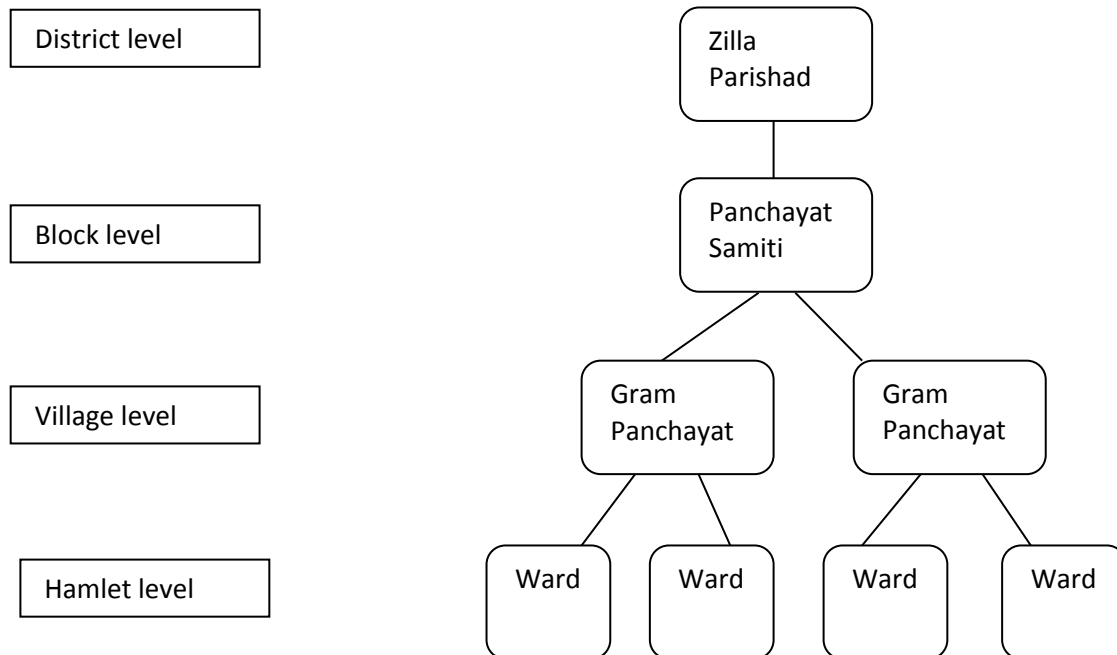 District level
Zilla
Parishad
Block level
Panchayat
Samiti
Village level
Gram
Panchayat
Gram
Panchayat
Hamlet level
Ward
Ward
Ward
Ward